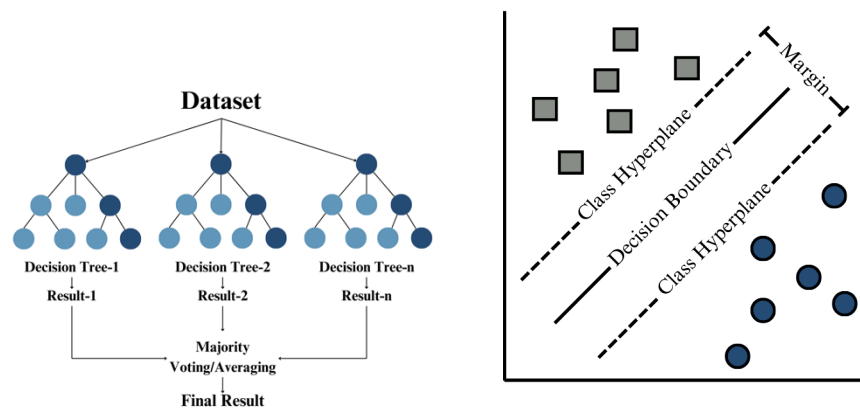 Dataset
Decision Tree-1
Decision Tree-2
Decision Tree-n
Result-1
Result-2
Result-n
Majority
Voting/Averaging
Final Result
Margin
Class Hyperplane
Decision Boundary
Class Hyperplane